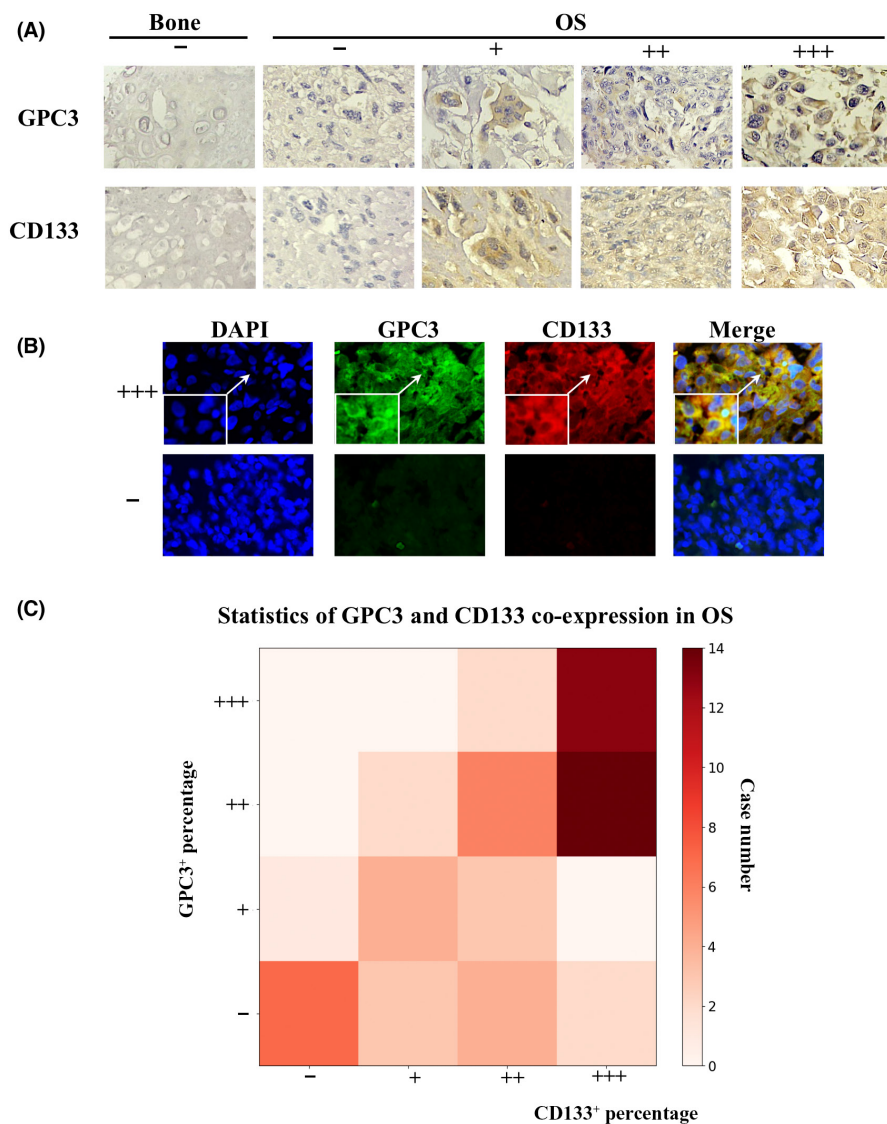 (A)
Bone
OS
−
−
+
++
+++
GPC3
CD133
(B)
DAPI
GPC3
CD133
Merge
+++
−
(C)
Statistics of GPC3 and CD133 co-expression in OS
GPC3⁺ percentage
+++
++
+
−
−
+
++
+++
CD133⁺ percentage
14
12
10
8
6
4
2
0
Case number